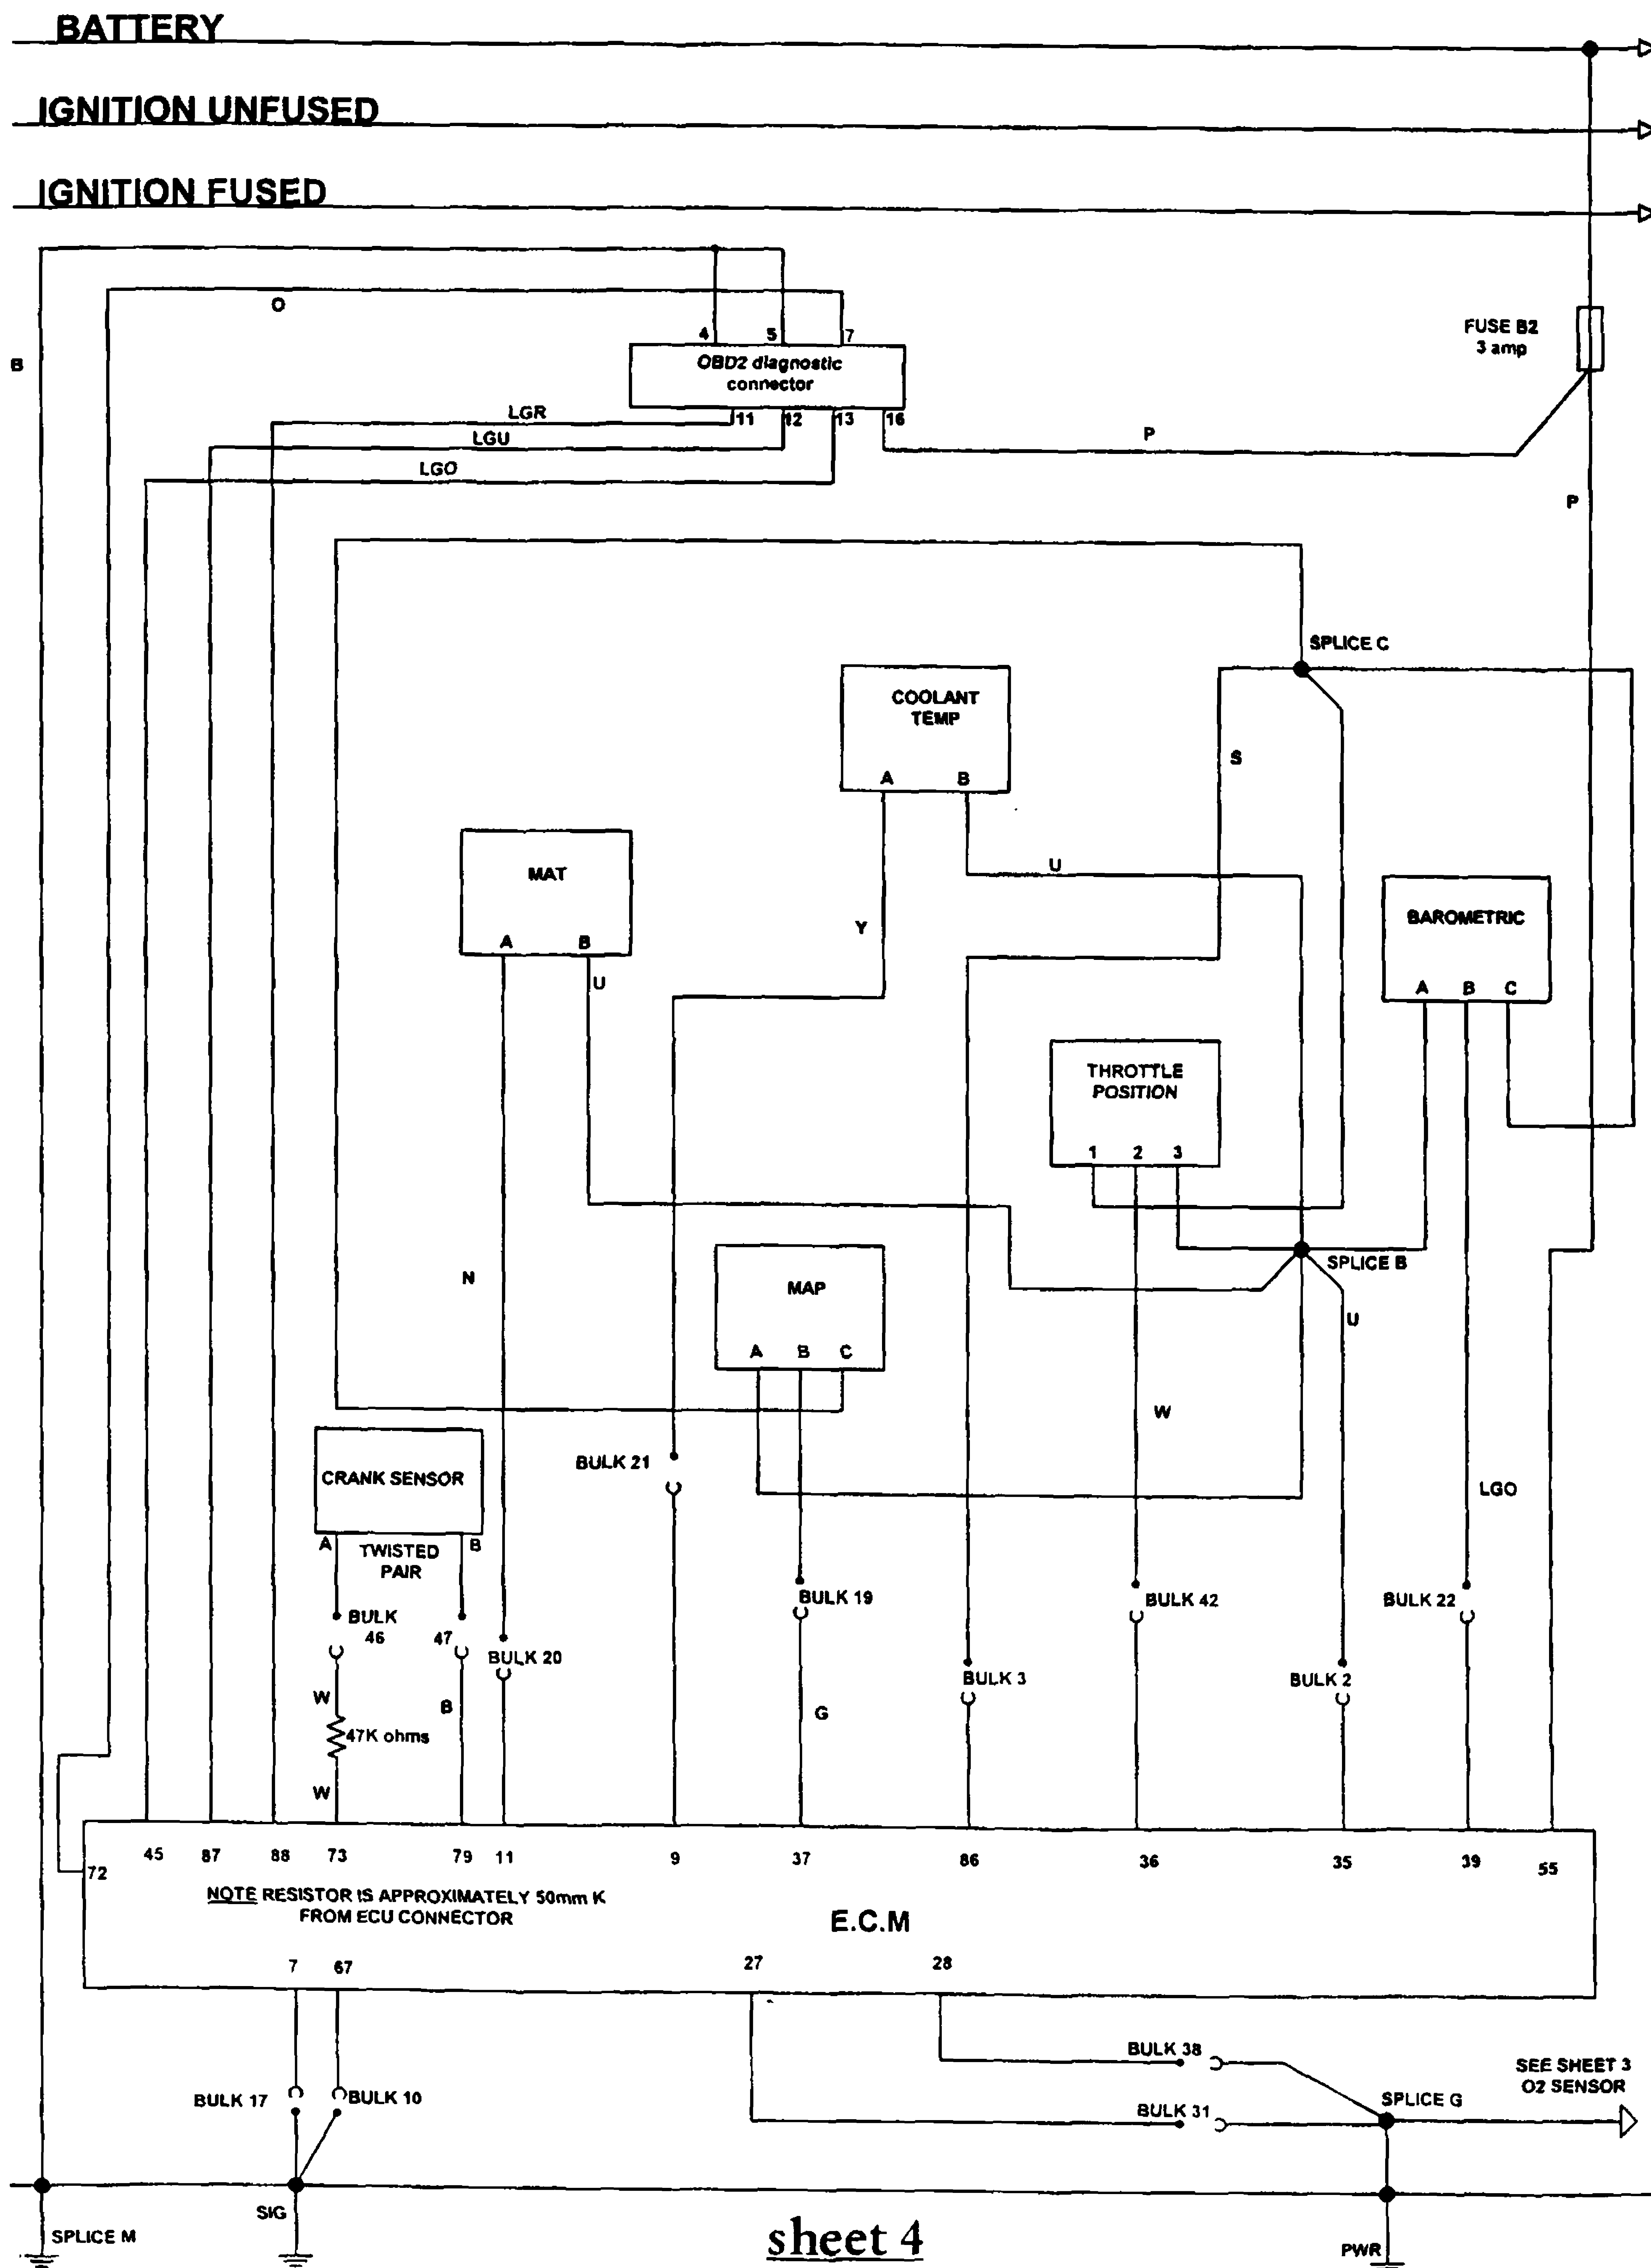 BATTERY
IGNITION UNFUSED
IGNITION FUSED
O
B
4 5 7
OBD2 diagnostic
connector
11 12 13 16
LGR
LGU
LGO
P
FUSE B2
3 amp
P
SPLICE C
COOLANT
TEMP
A B
S
U
Y
MAT
A B
U
BAROMETRIC
A B C
THROTTLE
POSITION
1 2 3
SPLICE B
U
N
MAP
A B C
W
LGO
CRANK SENSOR
A B
TWISTED
PAIR
BULK 21
BULK
46
47
BULK 20
BULK 19
BULK 3
BULK 42
BULK 2
BULK 22
W
B
G
47K ohms
W
72
45 87 88 73 79 11 9 37 86 36 35 39 55
NOTE RESISTOR IS APPROXIMATELY 50mm K
FROM ECU CONNECTOR
E.C.M
7 67 27 28
BULK 17
BULK 10
BULK 38
BULK 31
SPLICE G
SEE SHEET 3
O2 SENSOR
SPLICE M
SIG
sheet 4
PWR